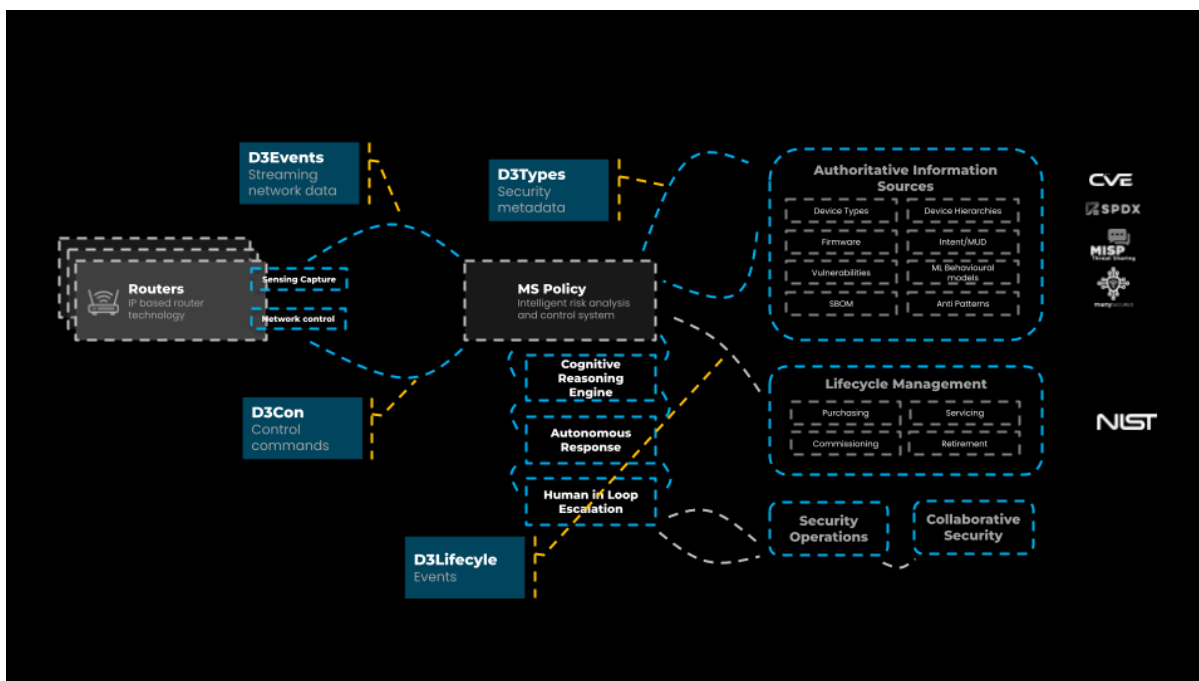 D3Events
Streaming
network data
D3Types
Security
metadata
Authoritative Information
Sources
Device Types
Device Hierarchies
Firmware
Intent/MUD
Vulnerabilities
ML Behavioural
models
SBOM
Anti Patterns
CVE
SPDX
MISP
Threat Sharing
Routers
IP based router
technology
Sensing Capture
Network control
MS Policy
Intelligent risk analysis
and control system
Cognitive
Reasoning
Engine
Autonomous
Response
Human in Loop
Escalation
D3Con
Control
commands
Lifecycle Management
Purchasing
Servicing
Commissioning
Retirement
NIST
Security
Operations
Collaborative
Security
D3Lifecyle
Events